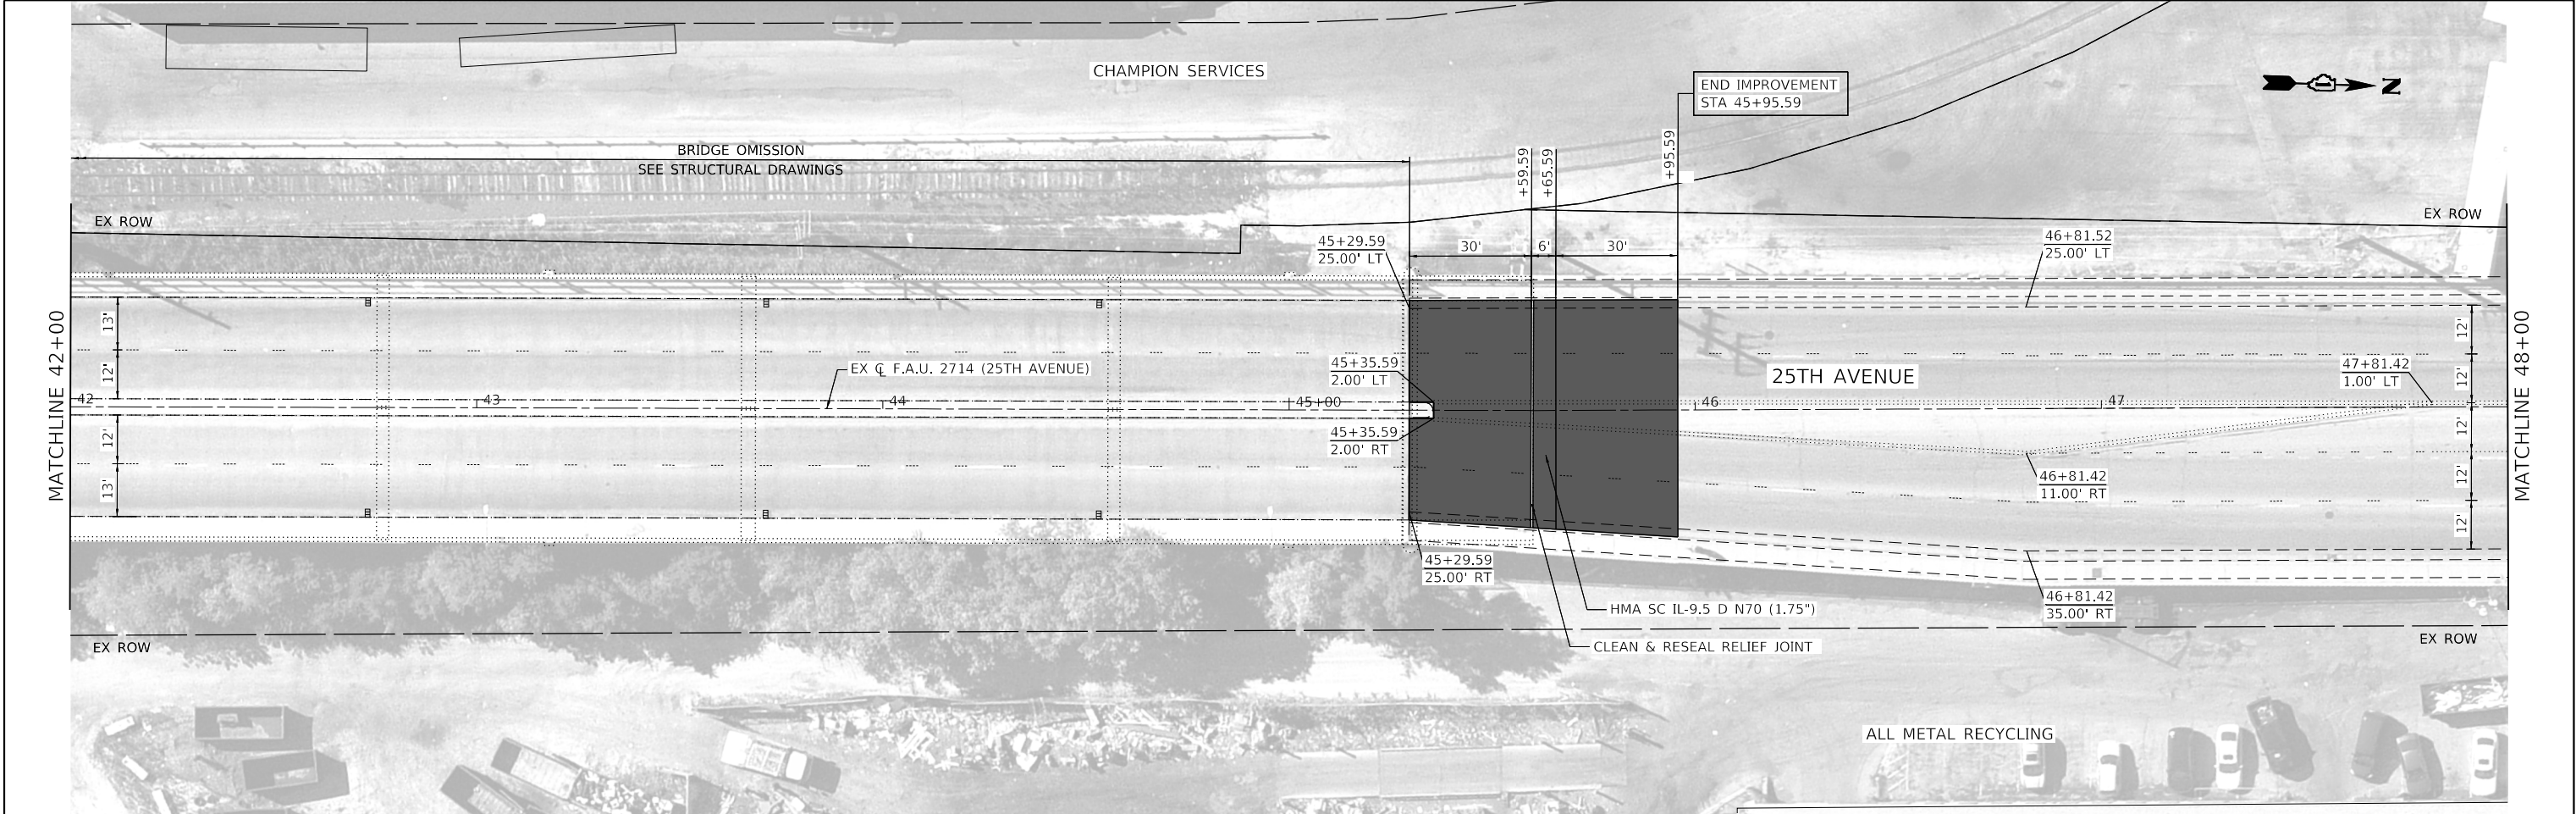 CHAMPION SERVICES
END IMPROVEMENT
STA 45+95.59
N
BRIDGE OMISSION
SEE STRUCTURAL DRAWINGS
+59.59
+65.59
+95.59
EX ROW
EX ROW
45+29.59
25.00' LT
30'
6'
30'
46+81.52
25.00' LT
MATCHLINE 42+00
13'
12'
12'
13'
EX ℄ F.A.U. 2714 (25TH AVENUE)
45+35.59
2.00' LT
25TH AVENUE
47+81.42
1.00' LT
12'
12'
12'
12'
12'
MATCHLINE 48+00
42
43
44
45+00
46
47
45+35.59
2.00' RT
46+81.42
11.00' RT
45+29.59
25.00' RT
HMA SC IL-9.5 D N70 (1.75")
46+81.42
35.00' RT
CLEAN & RESEAL RELIEF JOINT
EX ROW
EX ROW
ALL METAL RECYCLING